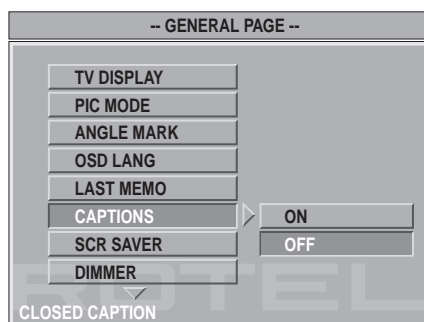 -- GENERAL PAGE --
TV DISPLAY
PIC MODE
ANGLE MARK
OSD LANG
LAST MEMO
CAPTIONS
ON
SCR SAVER
OFF
DIMMER
ROTEL
CLOSED CAPTION